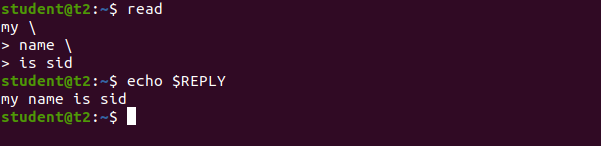 student@t2:~$ read
my \
> name \
> is sid
student@t2:~$ echo $REPLY
my name is sid
student@t2:~$